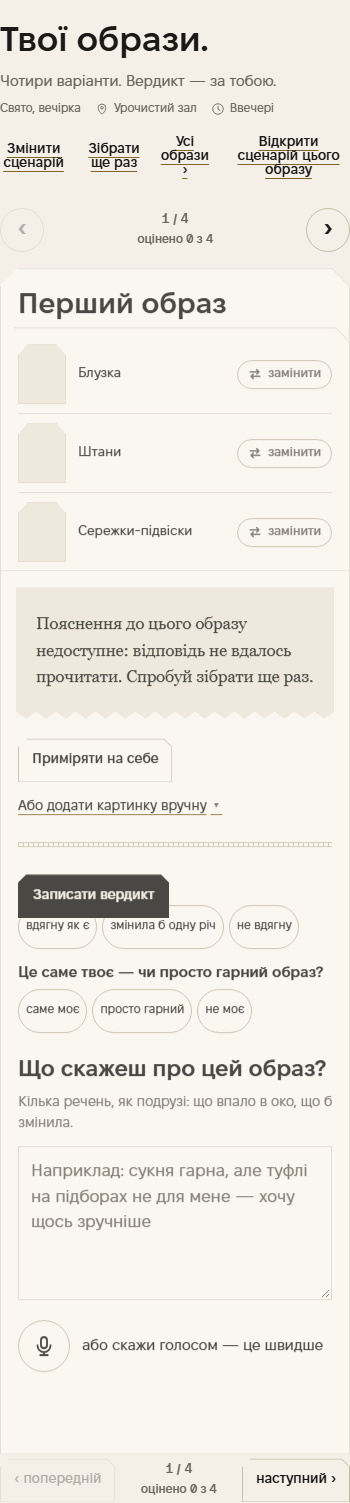 Твої образи.
Чотири варіанти. Вердикт — за тобою.
Свято, вечірка Урочистий зал Ввечері
Змінити
сценарій
Зібрати
ще раз
Усі
образи
›
Відкрити
сценарій цього
образу
‹ 1 / 4 ›
оцінено 0 з 4
Перший образ
Блузка замінити
Штани замінити
Сережки-підвіски замінити
Пояснення до цього образу
недоступне: відповідь не вдалось
прочитати. Спробуй зібрати ще раз.
Приміряти на себе
Або додати картинку вручну
Записати вердикт
вдягну як є змінила б одну річ не вдягну
Це саме твоє — чи просто гарний образ?
саме моє просто гарний не моє
Що скажеш про цей образ?
Кілька речень, як подрузі: що впало в око, що б
змінила.
Наприклад: сукня гарна, але туфлі
на підборах не для мене — хочу
щось зручніше
або скажи голосом — це швидше
‹ попередній 1 / 4 наступний ›
оцінено 0 з 4